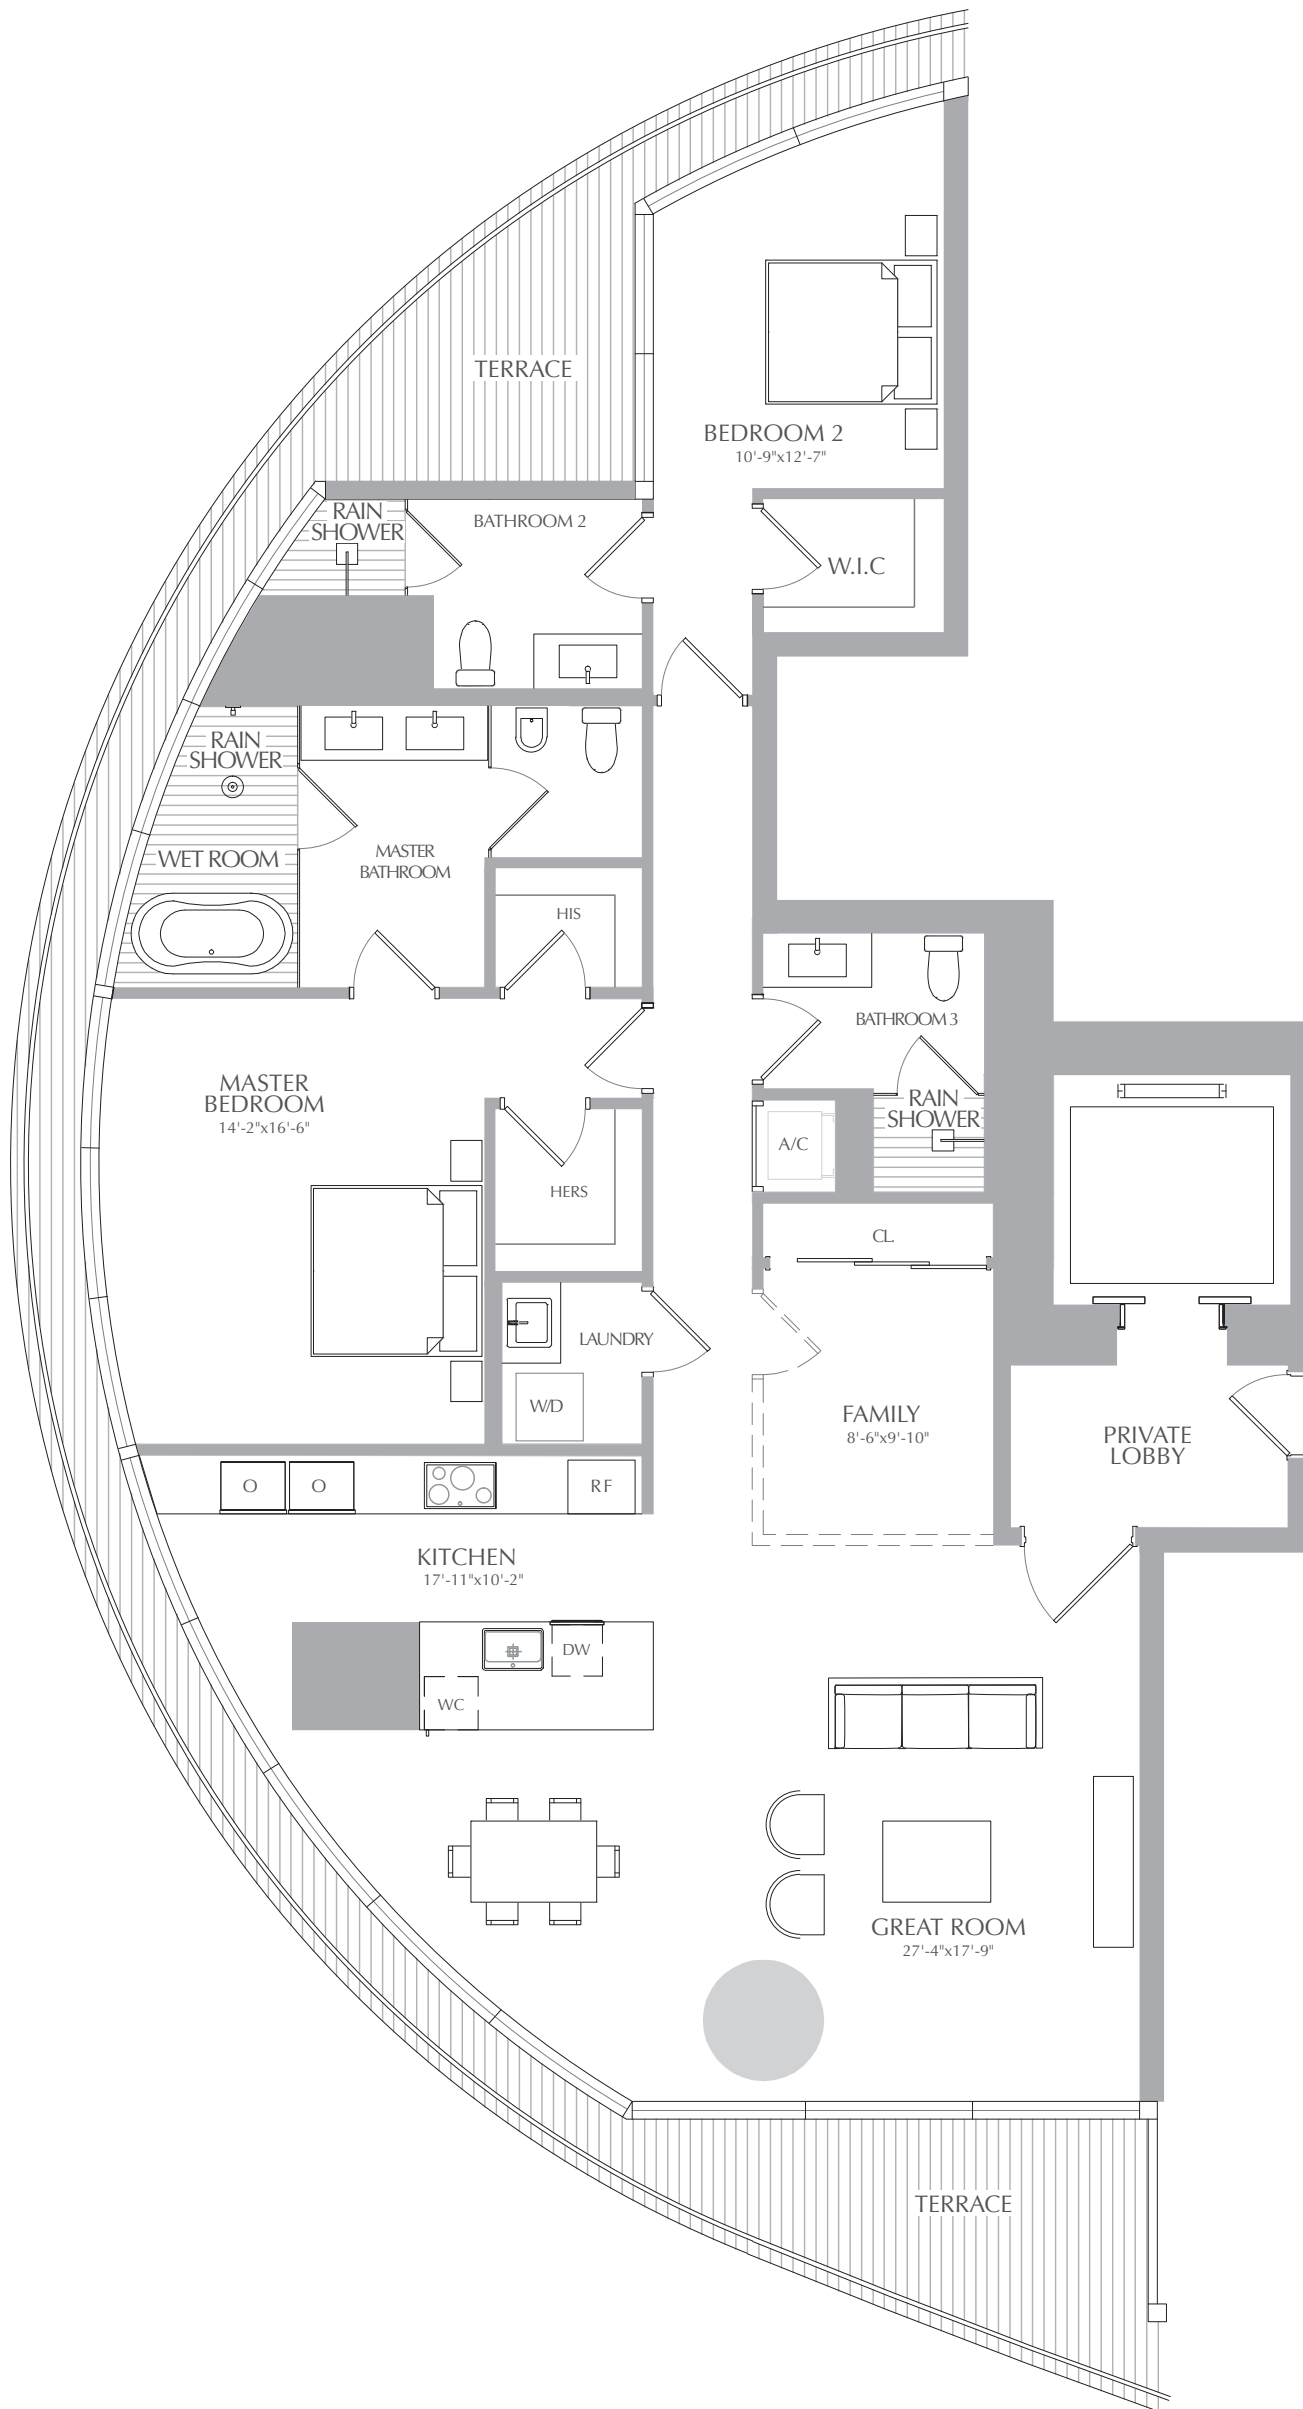 TERRACE
BEDROOM 2
10'-9"x12'-7"
RAIN
SHOWER
BATHROOM 2
W.I.C
RAIN
SHOWER
WET ROOM
MASTER
BATHROOM
HIS
BATHROOM 3
MASTER
BEDROOM
14'-2"x16'-6"
RAIN
SHOWER
A/C
HERS
CL.
LAUNDRY
W/D
FAMILY
8'-6"x9'-10"
PRIVATE
LOBBY
O
O
RF
KITCHEN
17'-11"x10'-2"
DW
WC
GREAT ROOM
27'-4"x17'-9"
TERRACE